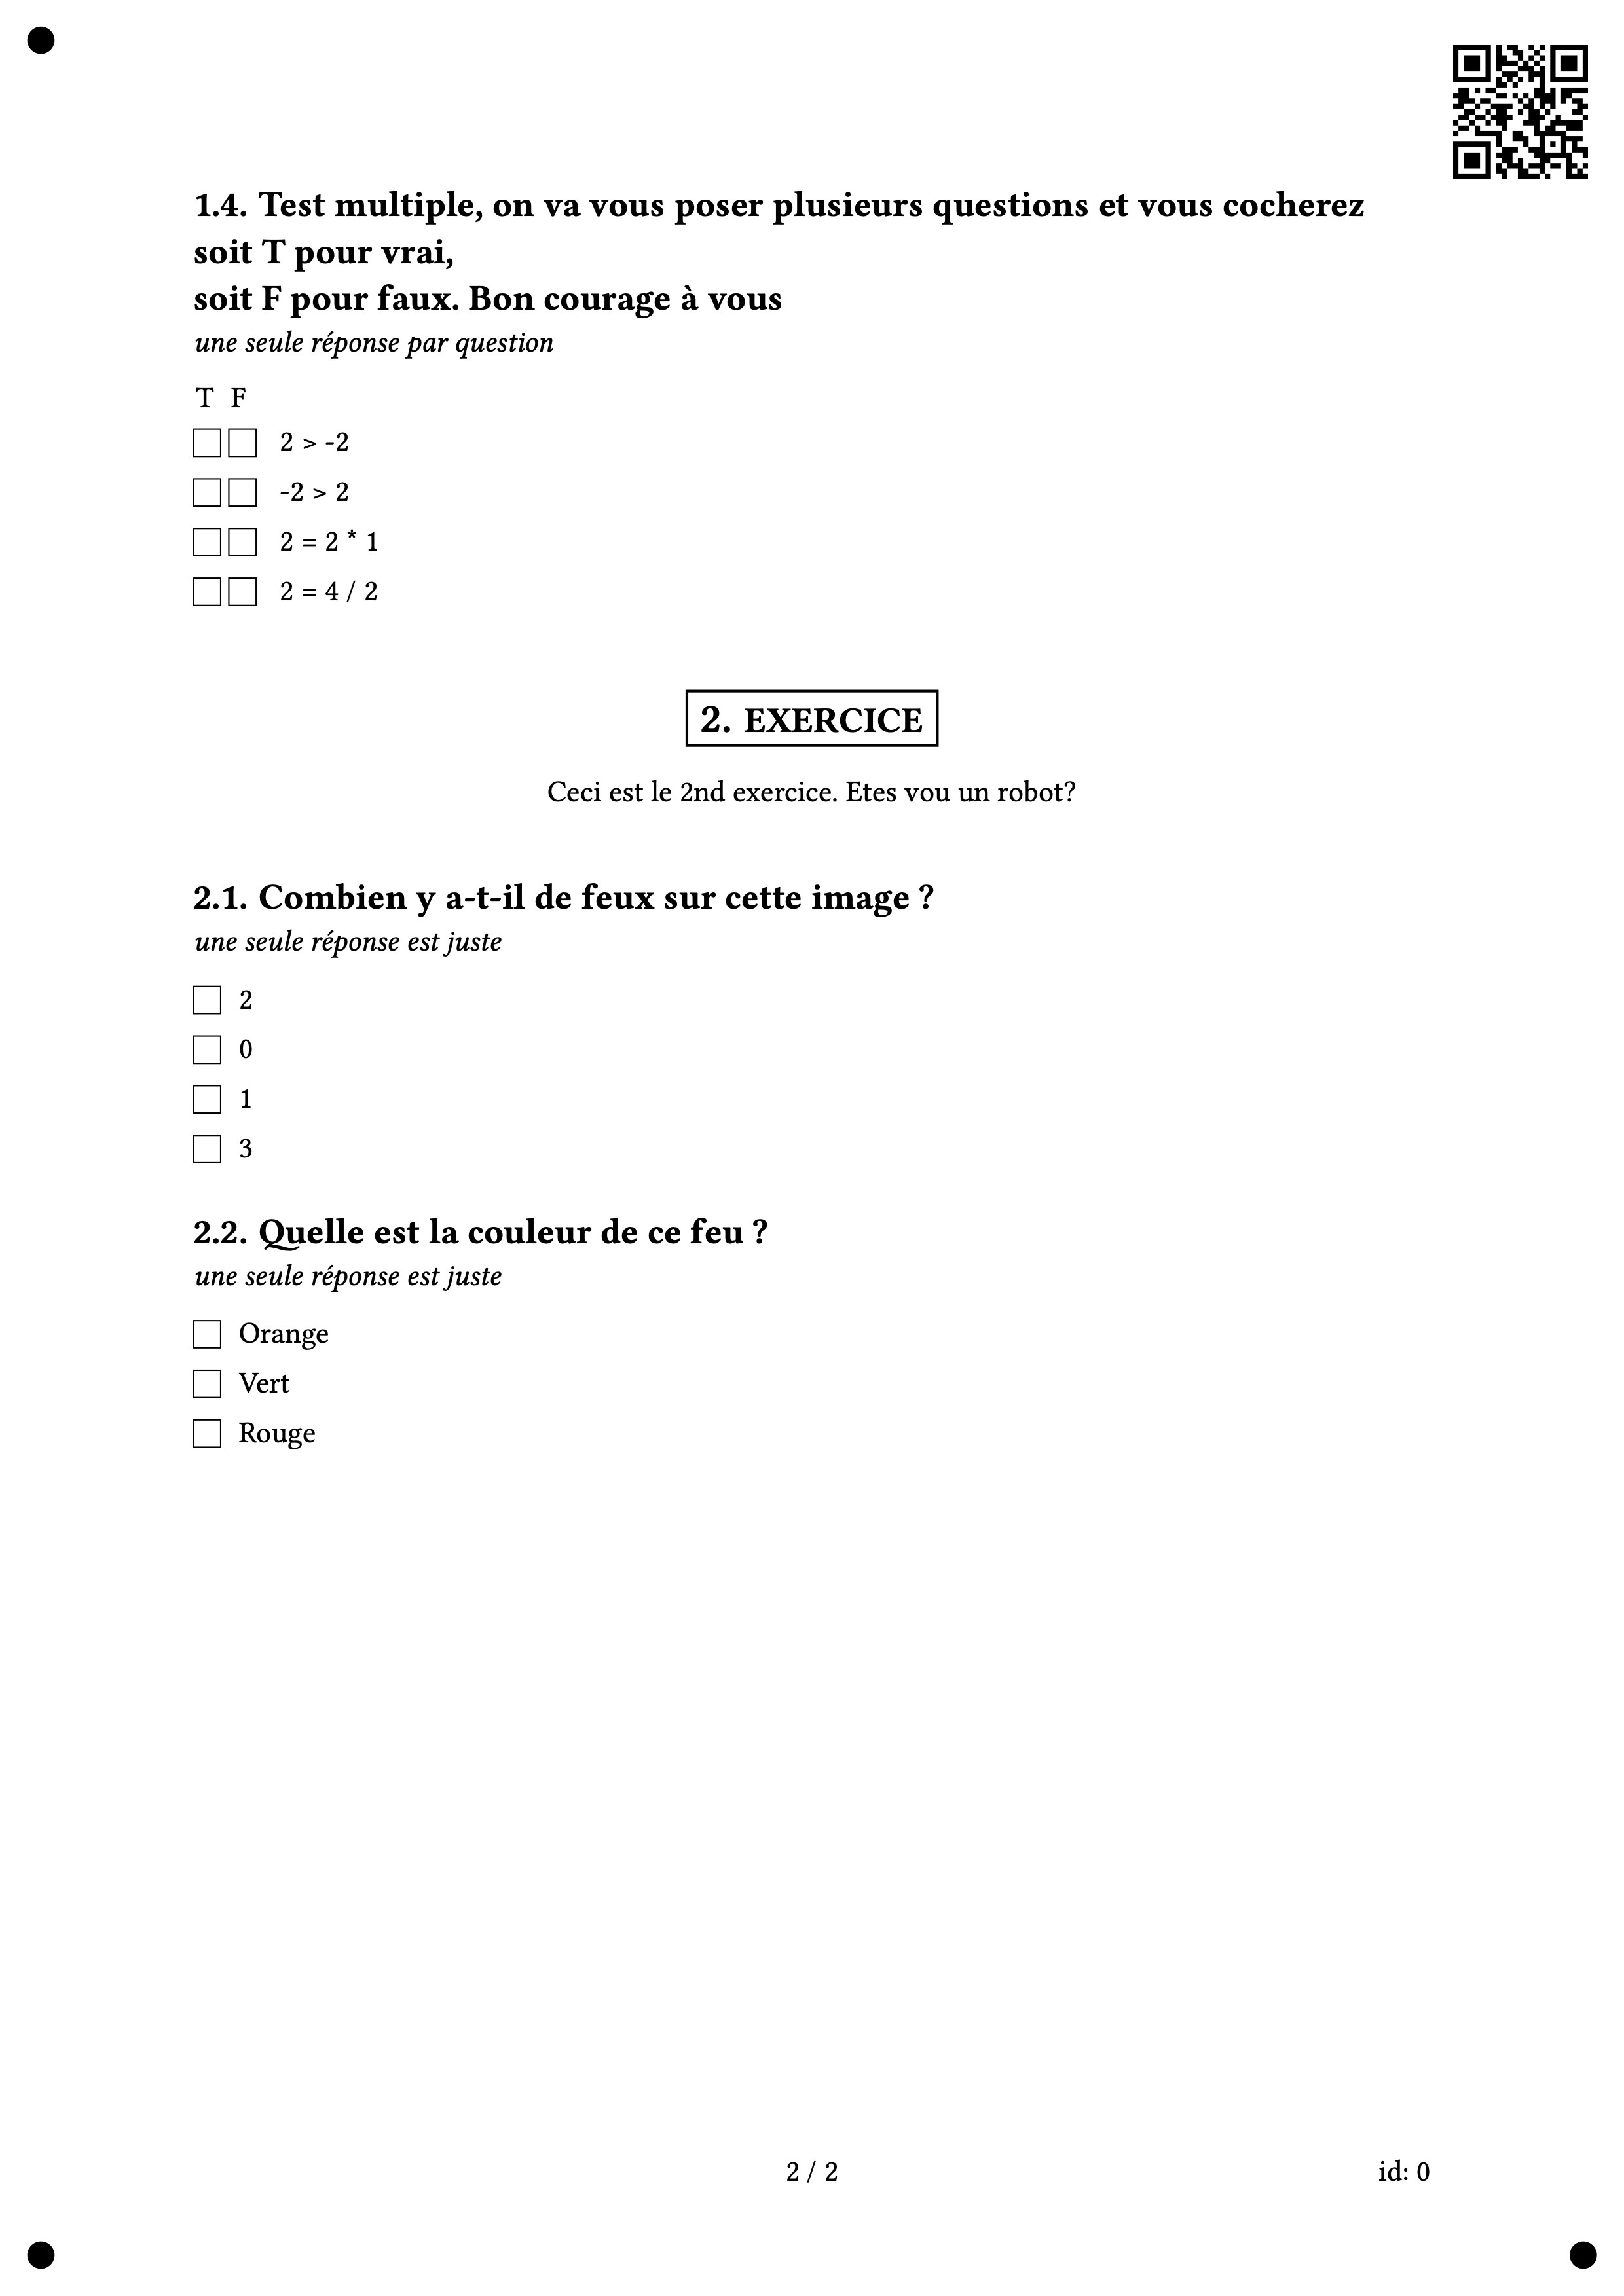 1.4. Test multiple, on va vous poser plusieurs questions et vous cocherez
soit T pour vrai,
soit F pour faux. Bon courage à vous
une seule réponse par question
T F
2 > -2
-2 > 2
2 = 2 * 1
2 = 4 / 2
2. EXERCICE
Ceci est le 2nd exercice. Etes vou un robot?
2.1. Combien y a-t-il de feux sur cette image ?
une seule réponse est juste
2
0
1
3
2.2. Quelle est la couleur de ce feu ?
une seule réponse est juste
Orange
Vert
Rouge
2 / 2
id: 0